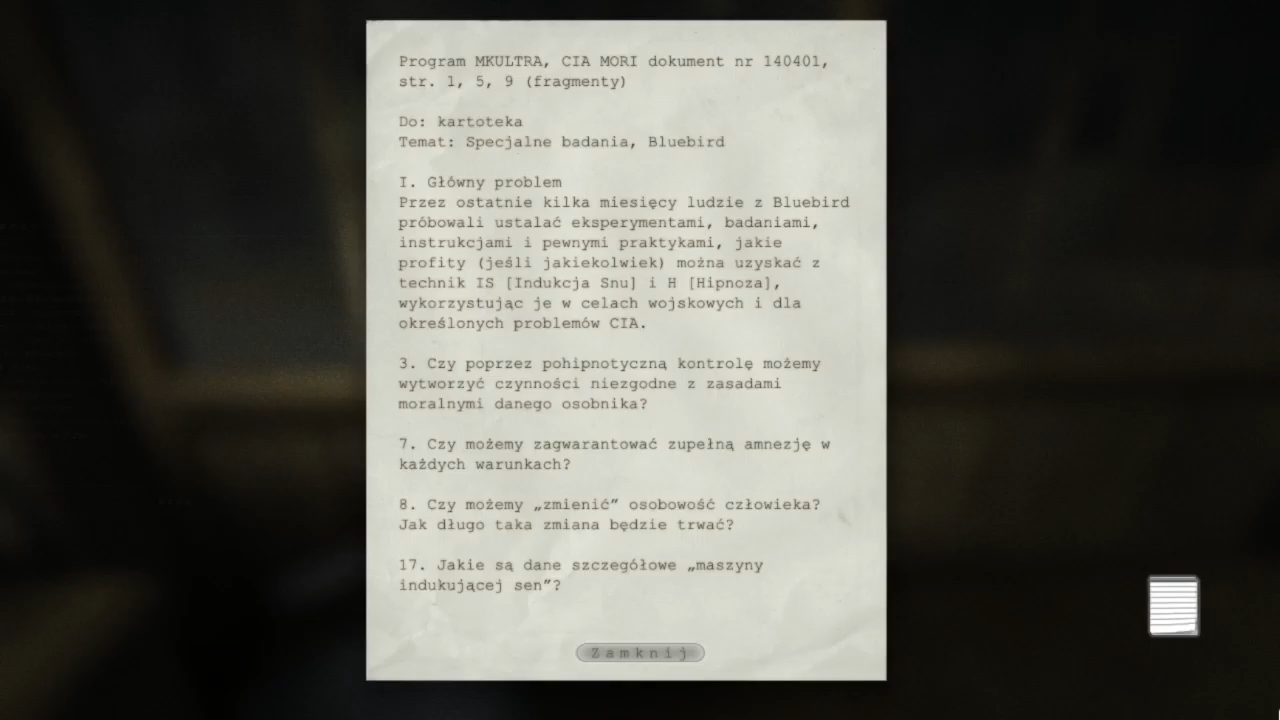 Program MKULTRA, CIA MORI dokument nr 140401,
str. 1, 5, 9 (fragmenty)
Do: kartoteka
Temat: Specjalne badania, Bluebird
I. Główny problem
Przez ostatnie kilka miesięcy ludzie z Bluebird
próbowali ustalać eksperymentami, badaniami,
instrukcjami i pewnymi praktykami, jakie
profity (jeśli jakiekolwiek) można uzyskać z
technik IS [Indukcja Snu] i H [Hipnoza],
wykorzystując je w celach wojskowych i dla
określonych problemów CIA.
3. Czy poprzez pohipnotyczną kontrolę możemy
wytworzyć czynności niezgodne z zasadami
moralnymi danego osobnika?
7. Czy możemy zagwarantować zupełną amnezję w
każdych warunkach?
8. Czy możemy „zmienić” osobowość człowieka?
Jak długo taka zmiana będzie trwać?
17. Jakie są dane szczegółowe „maszyny
indukującej sen”?
Zamknij